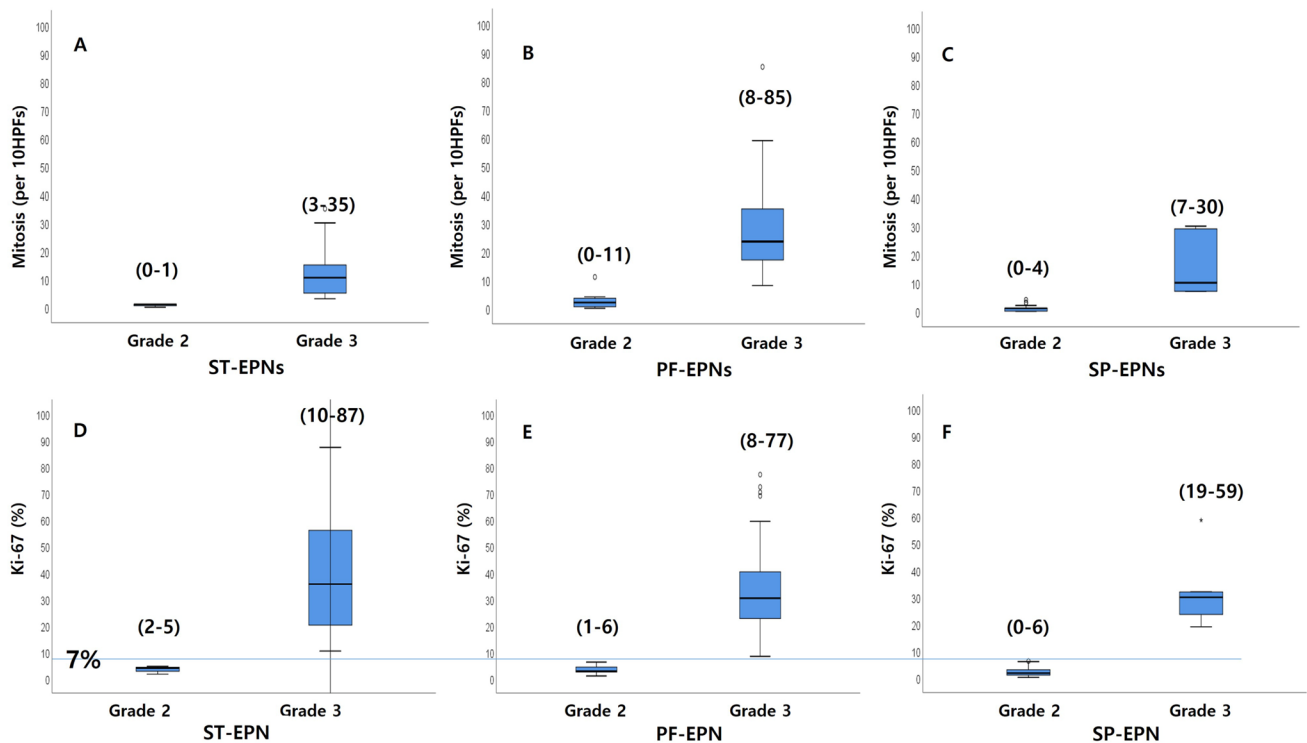 A
Mitosis (per 10HPFs)
100
90
80
70
60
50
40
30
20
10
0
(0-1)
(3-35)
Grade 2
Grade 3
ST-EPNs
B
Mitosis (per 10HPFs)
100
90
80
70
60
50
40
30
20
10
0
(0-11)
(8-85)
Grade 2
Grade 3
PF-EPNs
C
Mitosis (per 10HPFs)
100
90
80
70
60
50
40
30
20
10
0
(0-4)
(7-30)
Grade 2
Grade 3
SP-EPNs
D
Ki-67 (%)
100
90
80
70
60
50
40
30
20
10
0
7%
(2-5)
(10-87)
Grade 2
Grade 3
ST-EPN
E
Ki-67 (%)
100
90
80
70
60
50
40
30
20
10
0
(1-6)
(8-77)
Grade 2
Grade 3
PF-EPN
F
Ki-67 (%)
100
90
80
70
60
50
40
30
20
10
0
(0-6)
(19-59)
Grade 2
Grade 3
SP-EPN